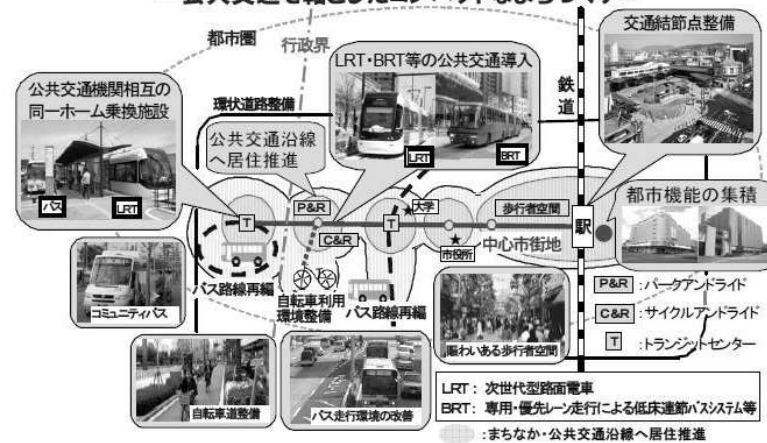 都市圏
行政界
交通結節点整備
LRT・BRT等の公共交通導入
公共交通機関相互の
同一ホーム乗換施設
鉄道
環状道路整備
公共交通沿線
へ居住推進
バス
LRT
LRT
BRT
P&R
大学
歩行者空間
都市機能の集積
T
T
駅
C&R
市役所
中心市街地
バス路線再編
コミュニティバス
自転車利用
環境整備
バス路線再編
P&R
:パークアンドライド
C&R
:サイクルアンドライド
T
:トランジットセンター
賑わいある歩行者空間
自転車道整備
バス走行環境の改善
LRT: 次世代型路面電車
BRT: 専用・優先レーン走行による低床連節バスシステム等
:まちなか・公共交通沿線へ居住推進